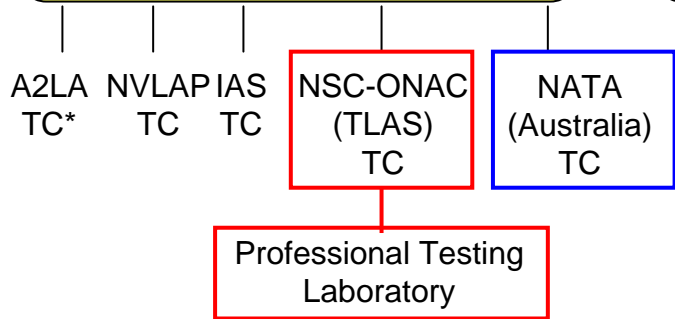 A2LA
TC*
NVLAP
TC
IAS
TC
NSC-ONAC
(TLAS)
TC
NATA
(Australia)
TC
Professional Testing
Laboratory